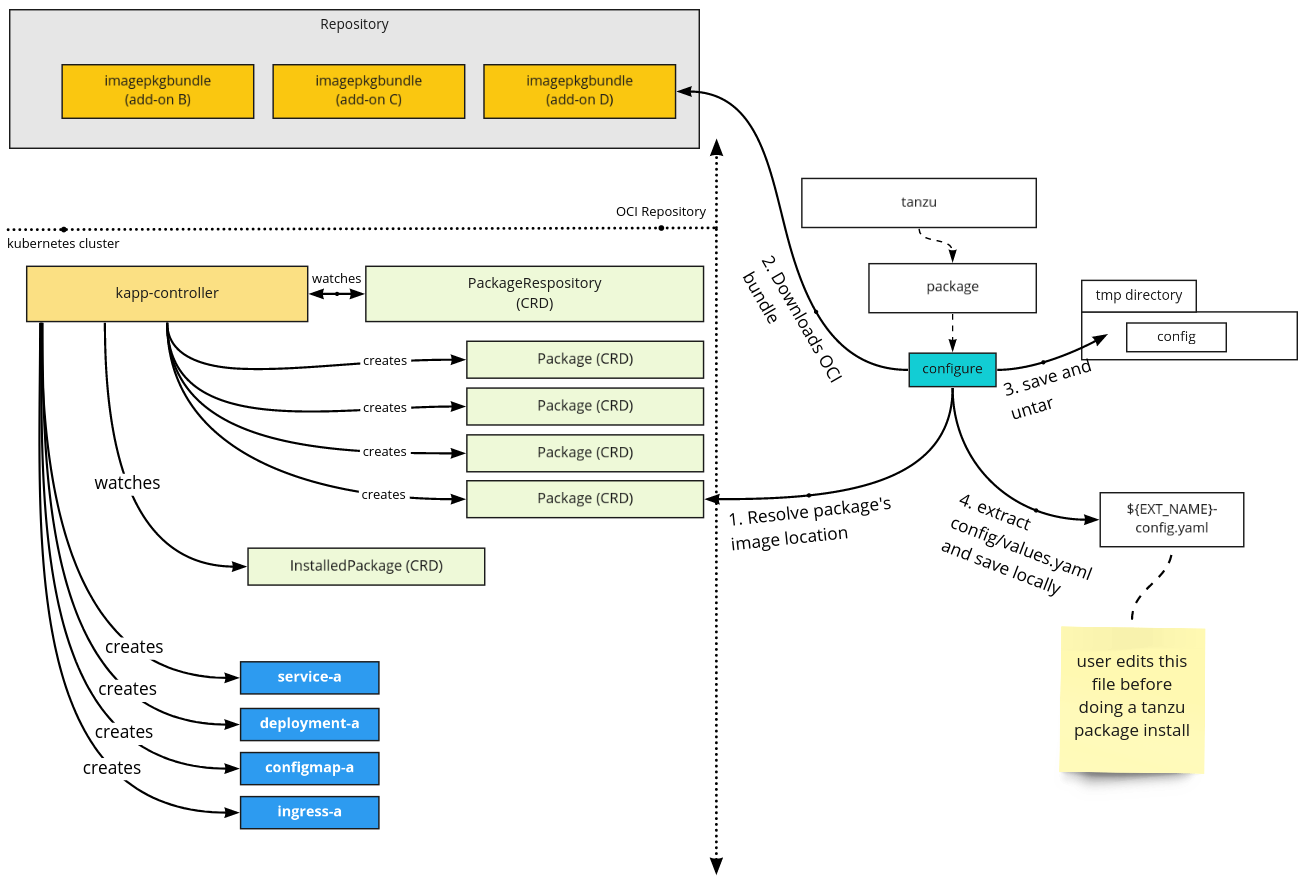 Repository
imagepkgbundle
(add-on B)
imagepkgbundle
(add-on C)
imagepkgbundle
(add-on D)
OCI Repository
kubernetes cluster
kapp-controller
watches
PackageRespository
(CRD)
creates
Package (CRD)
creates
Package (CRD)
creates
Package (CRD)
creates
Package (CRD)
watches
InstalledPackage (CRD)
creates
service-a
creates
deployment-a
creates
configmap-a
creates
ingress-a
tanzu
package
configure
2. Downloads OCI
bundle
tmp directory
config
3. save and
untar
1. Resolve package's
image location
4. extract
config/values.yaml
and save locally
${EXT_NAME}-
config.yaml
user edits this
file before
doing a tanzu
package install